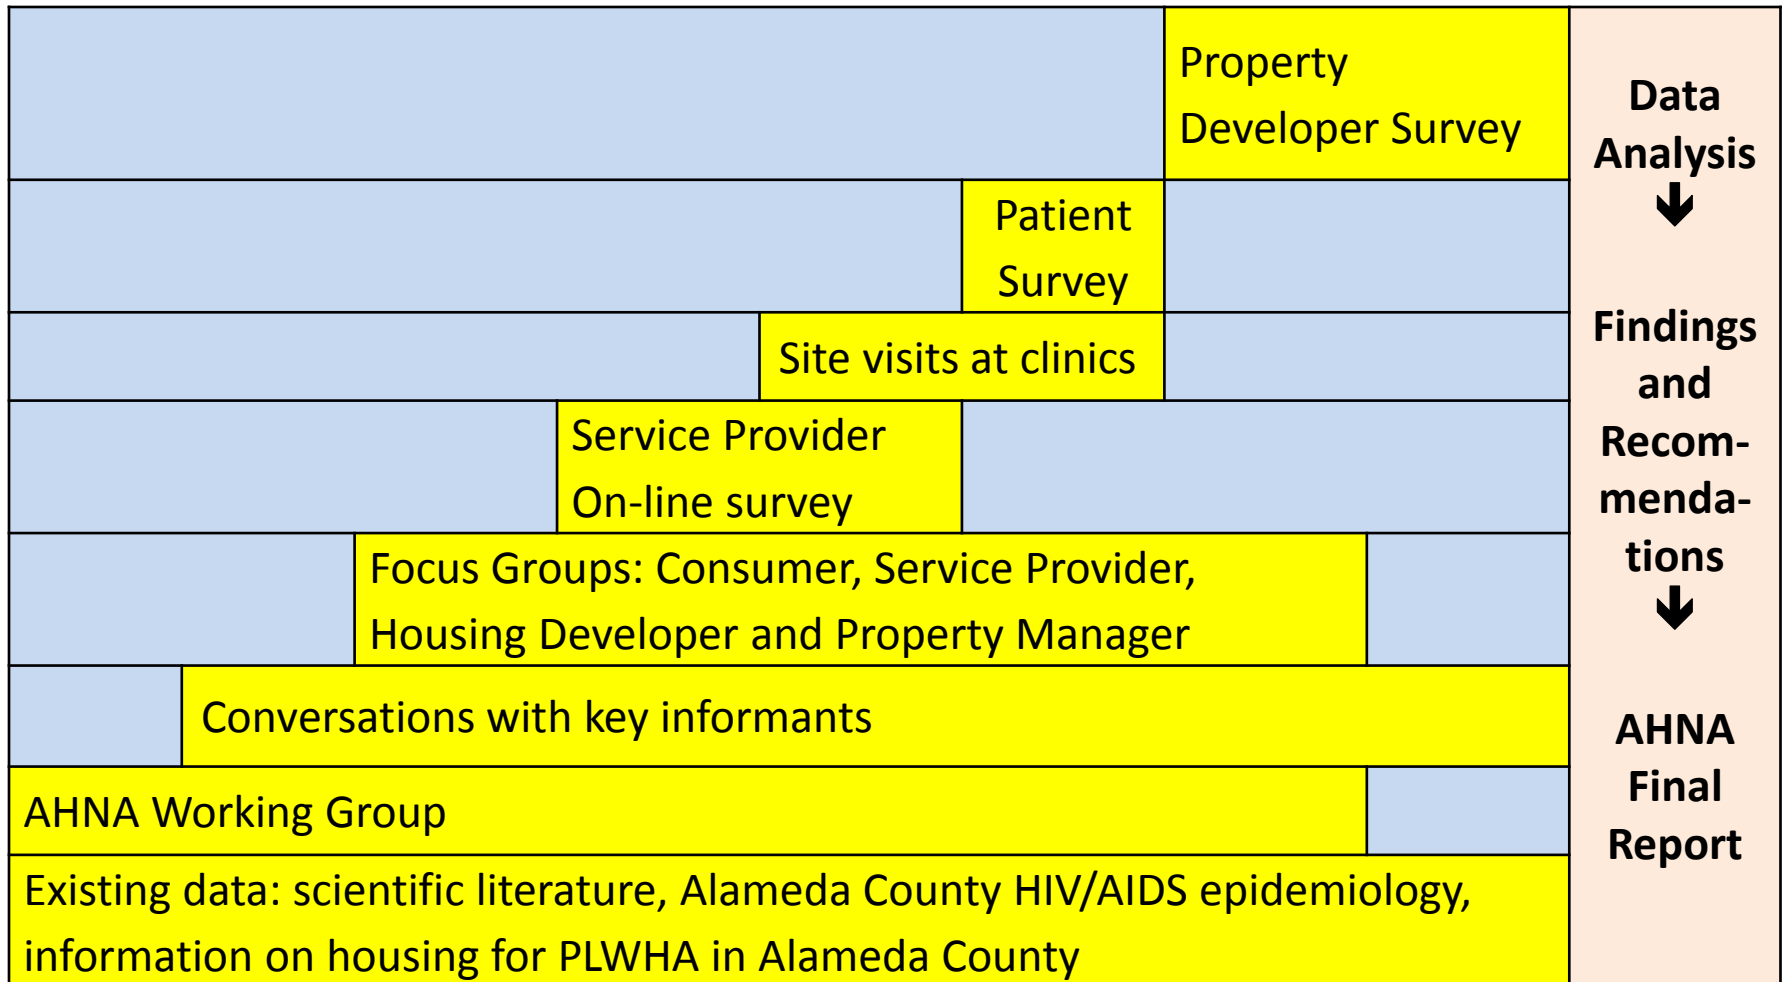 Property
Developer Survey
Patient
Survey
Site visits at clinics
Service Provider
On-line survey
Focus Groups: Consumer, Service Provider,
Housing Developer and Property Manager
Conversations with key informants
AHNA Working Group
Existing data: scientific literature, Alameda County HIV/AIDS epidemiology,
information on housing for PLWHA in Alameda County
Data
Analysis
🡻
Findings
and
Recom-
menda-
tions
🡻
AHNA
Final
Report